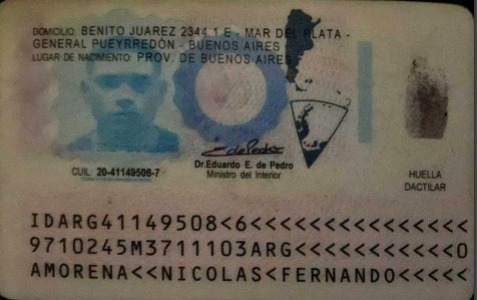 DOMICILIO: BENITO JUAREZ 2344 1 E - MAR DEL PLATA -
GENERAL PUEYRREDÓN - BUENOS AIRES
LUGAR DE NACIMIENTO: PROV. DE BUENOS AIRES
CUIL: 20-41149508-7
Dr.Eduardo E. de Pedro
Ministro del Interior
HUELLA
DACTILAR
IDARG41149508<6<<<<<<<<<<<<<<<
9710245M3711103ARG<<<<<<<<<<<0
AMORENA<<NICOLAS<FERNANDO<<<<<